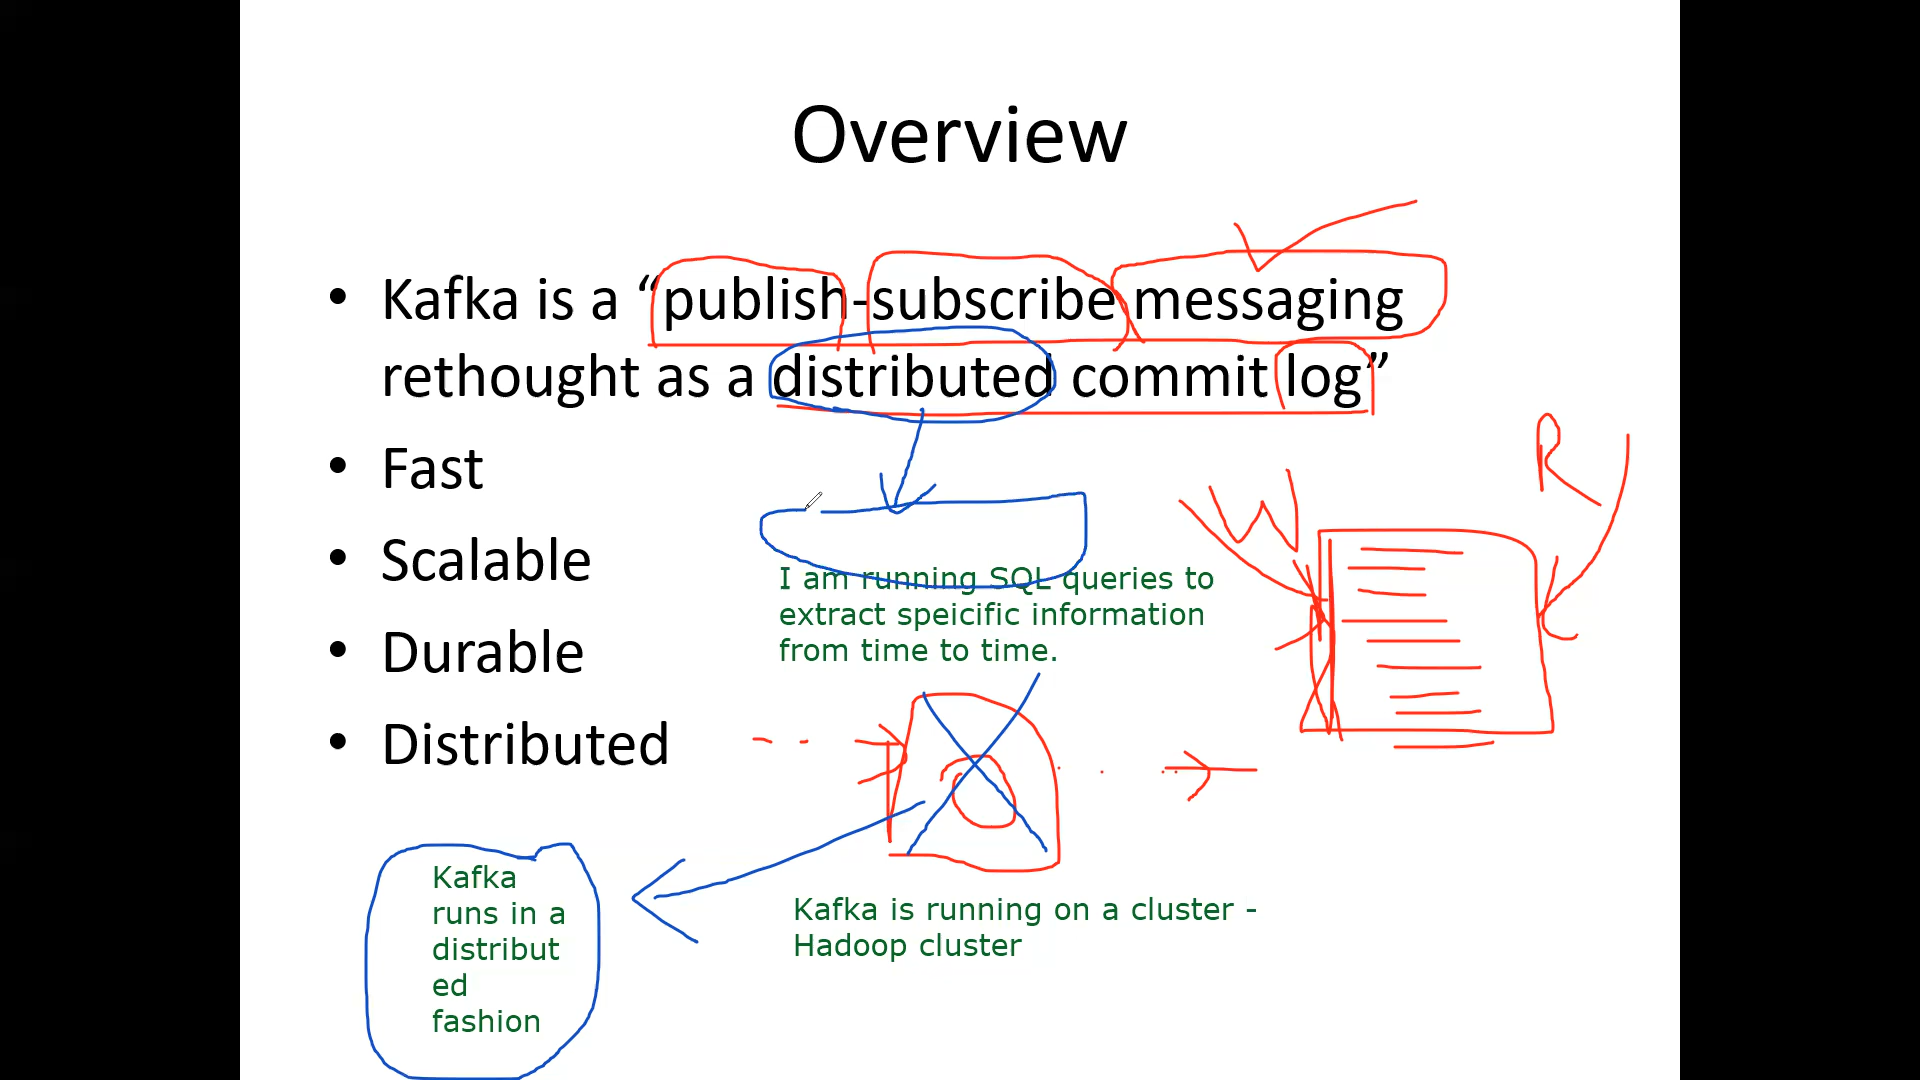 Overview
• Kafka is a “publish-subscribe messaging
rethought as a distributed commit log”
• Fast
• Scalable
• Durable
• Distributed
R
W
I am running SQL queries to
extract speicific information
from time to time.
Kafka
runs in a
distribut
ed
fashion
Kafka is running on a cluster -
Hadoop cluster